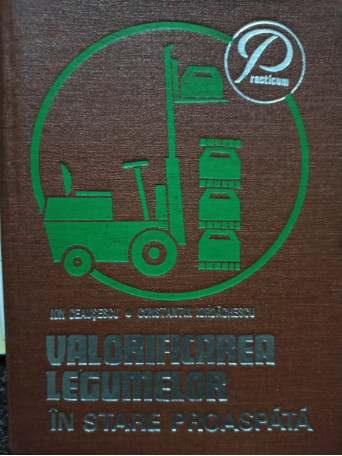 Practicum
ION CEAUȘESCU • CONSTANTIN IORDĂCHESCU
VALORIFICAREA
LEGUMELOR
ÎN STARE PROASPĂTĂ